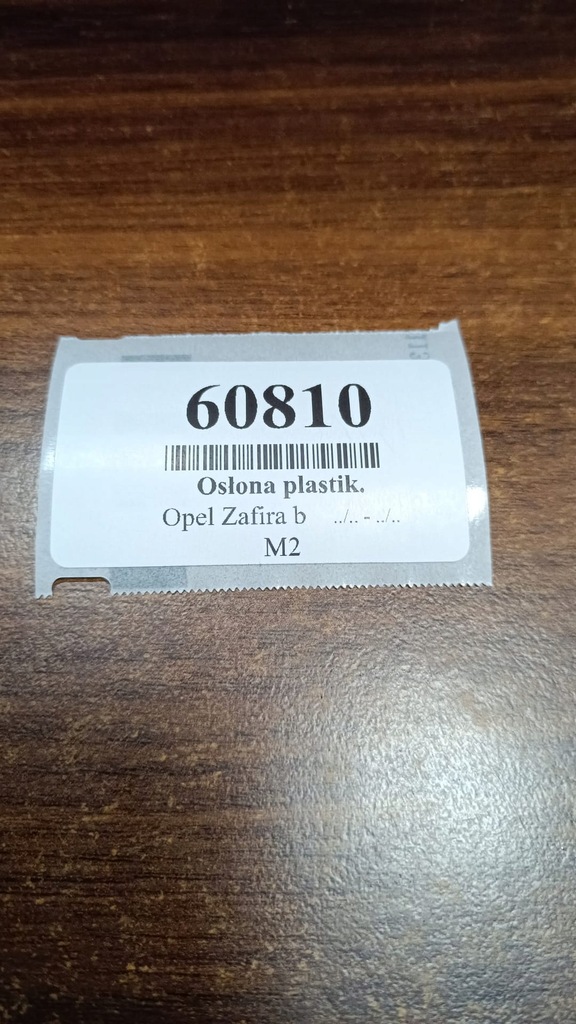 60810
Osłona plastik.
Opel Zafira b ../.. - ../..
M2